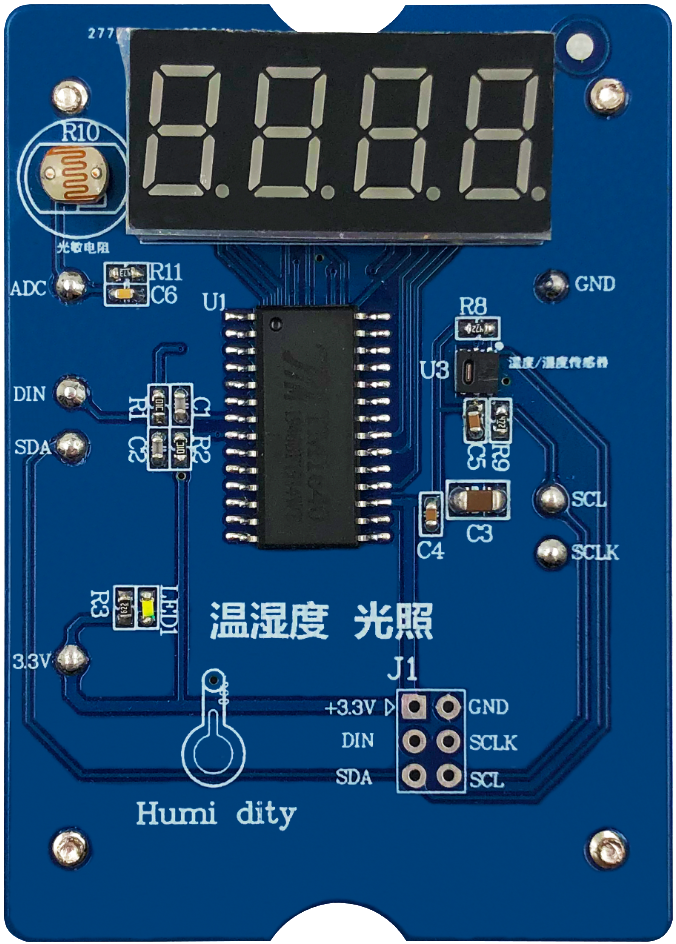 277
R10
光敏电阻
ADC
R11
C6
GND
U1
R8
U3
温度/湿度传感器
DIN
R1
C1
SDA
C2
R2
C5
R9
SCL
C4
C3
SCLK
R3
LED1
温湿度 光照
3.3V
J1
+3.3V
GND
DIN
SCLK
SDA
SCL
Humi dity